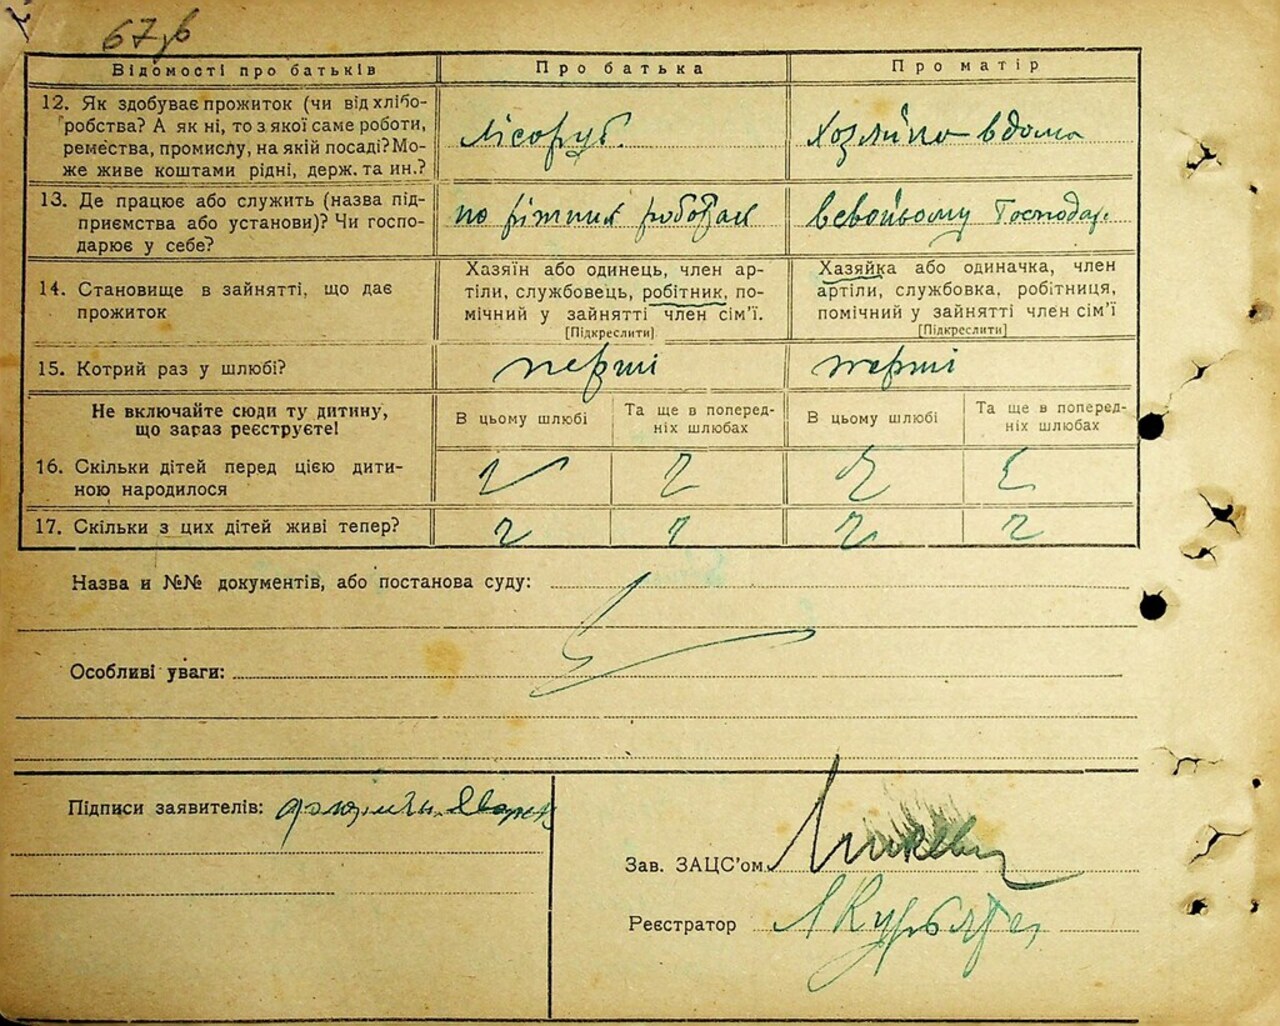 67зв
Відомості про батьків
Про батька
Про матір
12. Як здобуває прожиток (чи від хлібо-
робства? А як ні, то з якої саме роботи,
ремества, промислу, на якій посаді? Мо-
же живе коштами рідні, держ. та ин.?
Лісоруб.
Хозяйка вдома
13. Де працює або служить (назва під-
приємства або установи)? Чи госпо-
дарює у себе?
по ріжних роботах
в свойьому Господар.
14. Становище в зайнятті, що дає
прожиток
Хазяїн або одинець, член ар-
тіли, службовець, робітник, по-
мічний у зайнятті член сім’ї.
[Підкреслити]
Хазяйка або одиначка, член
артіли, службовка, робітниця,
помічний у зайнятті член сім’ї
[Підкреслити]
15. Котрий раз у шлюбі?
перші
перші
Не включайте сюди ту дитину,
що зараз реєструєте!
В цьому шлюбі
Та ще в поперед-
ніх шлюбах
В цьому шлюбі
Та ще в поперед-
ніх шлюбах
16. Скільки дітей перед цією дити-
ною народилося
17. Скільки з цих дітей живі тепер?
Назва и №№ документів, або постанова суду:
Особливі уваги:
Підписи заявителів:
Зав. ЗАЦС’ом
Реєстратор